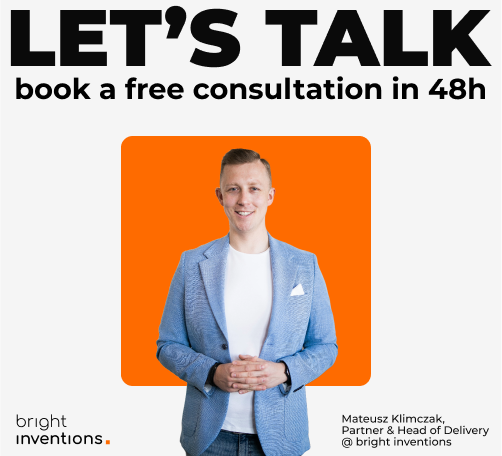 LET'S TALK
book a free consultation in 48h
bright
inventions.
Mateusz Klimczak,
Partner & Head of Delivery
@ bright inventions